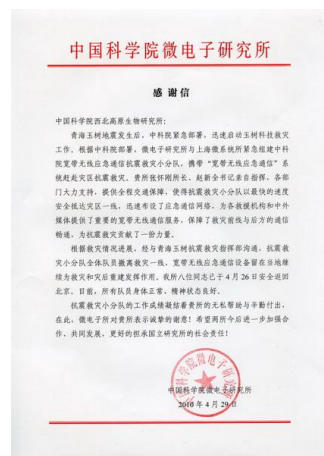 中国科学院微电子研究所
感谢信
中国科学院西北高原生物研究所：
青海玉树地震发生后，中科院紧急部署，迅速启动玉树科技救灾
工作。根据中科院部署，微电子研究所与上海微系统所紧急组建中科
院宽带无线应急通信抗震救灾小分队，携带“宽带无线应急通信”系
统赶赴灾区抗震救灾。贵所张怀刚所长、赵新全书记亲自指挥，各部
门大力支持，提供全程交通保障，使得抗震救灾小分队以最快的速度
安全抵达灾区一线，迅速布设了应急通信网络，为各救援机构和中外
媒体提供了重要的宽带无线通信服务，保障了救灾前线与后方的通信
畅通，为抗震救灾贡献了一份力量。
根据救灾情况进展，经与青海玉树抗震救灾指挥部沟通，抗震救
灾小分队全体队员撤离救灾一线，宽带无线应急通信设备留在当地继
续为救灾和灾后重建发挥作用。我所八位同志已于4月26日安全返回
北京。目前，所有队员身体正常，精神状态良好。
抗震救灾小分队的工作成绩凝结着贵所的无私帮助与辛勤付出，
在此，微电子所对贵所表示诚挚的谢意！希望两所今后进一步加强合
作、共同发展，更好的担承国立研究所的社会责任！
中国科学院微电子研究所
2010年4月29日
中国科学院微电子研究所